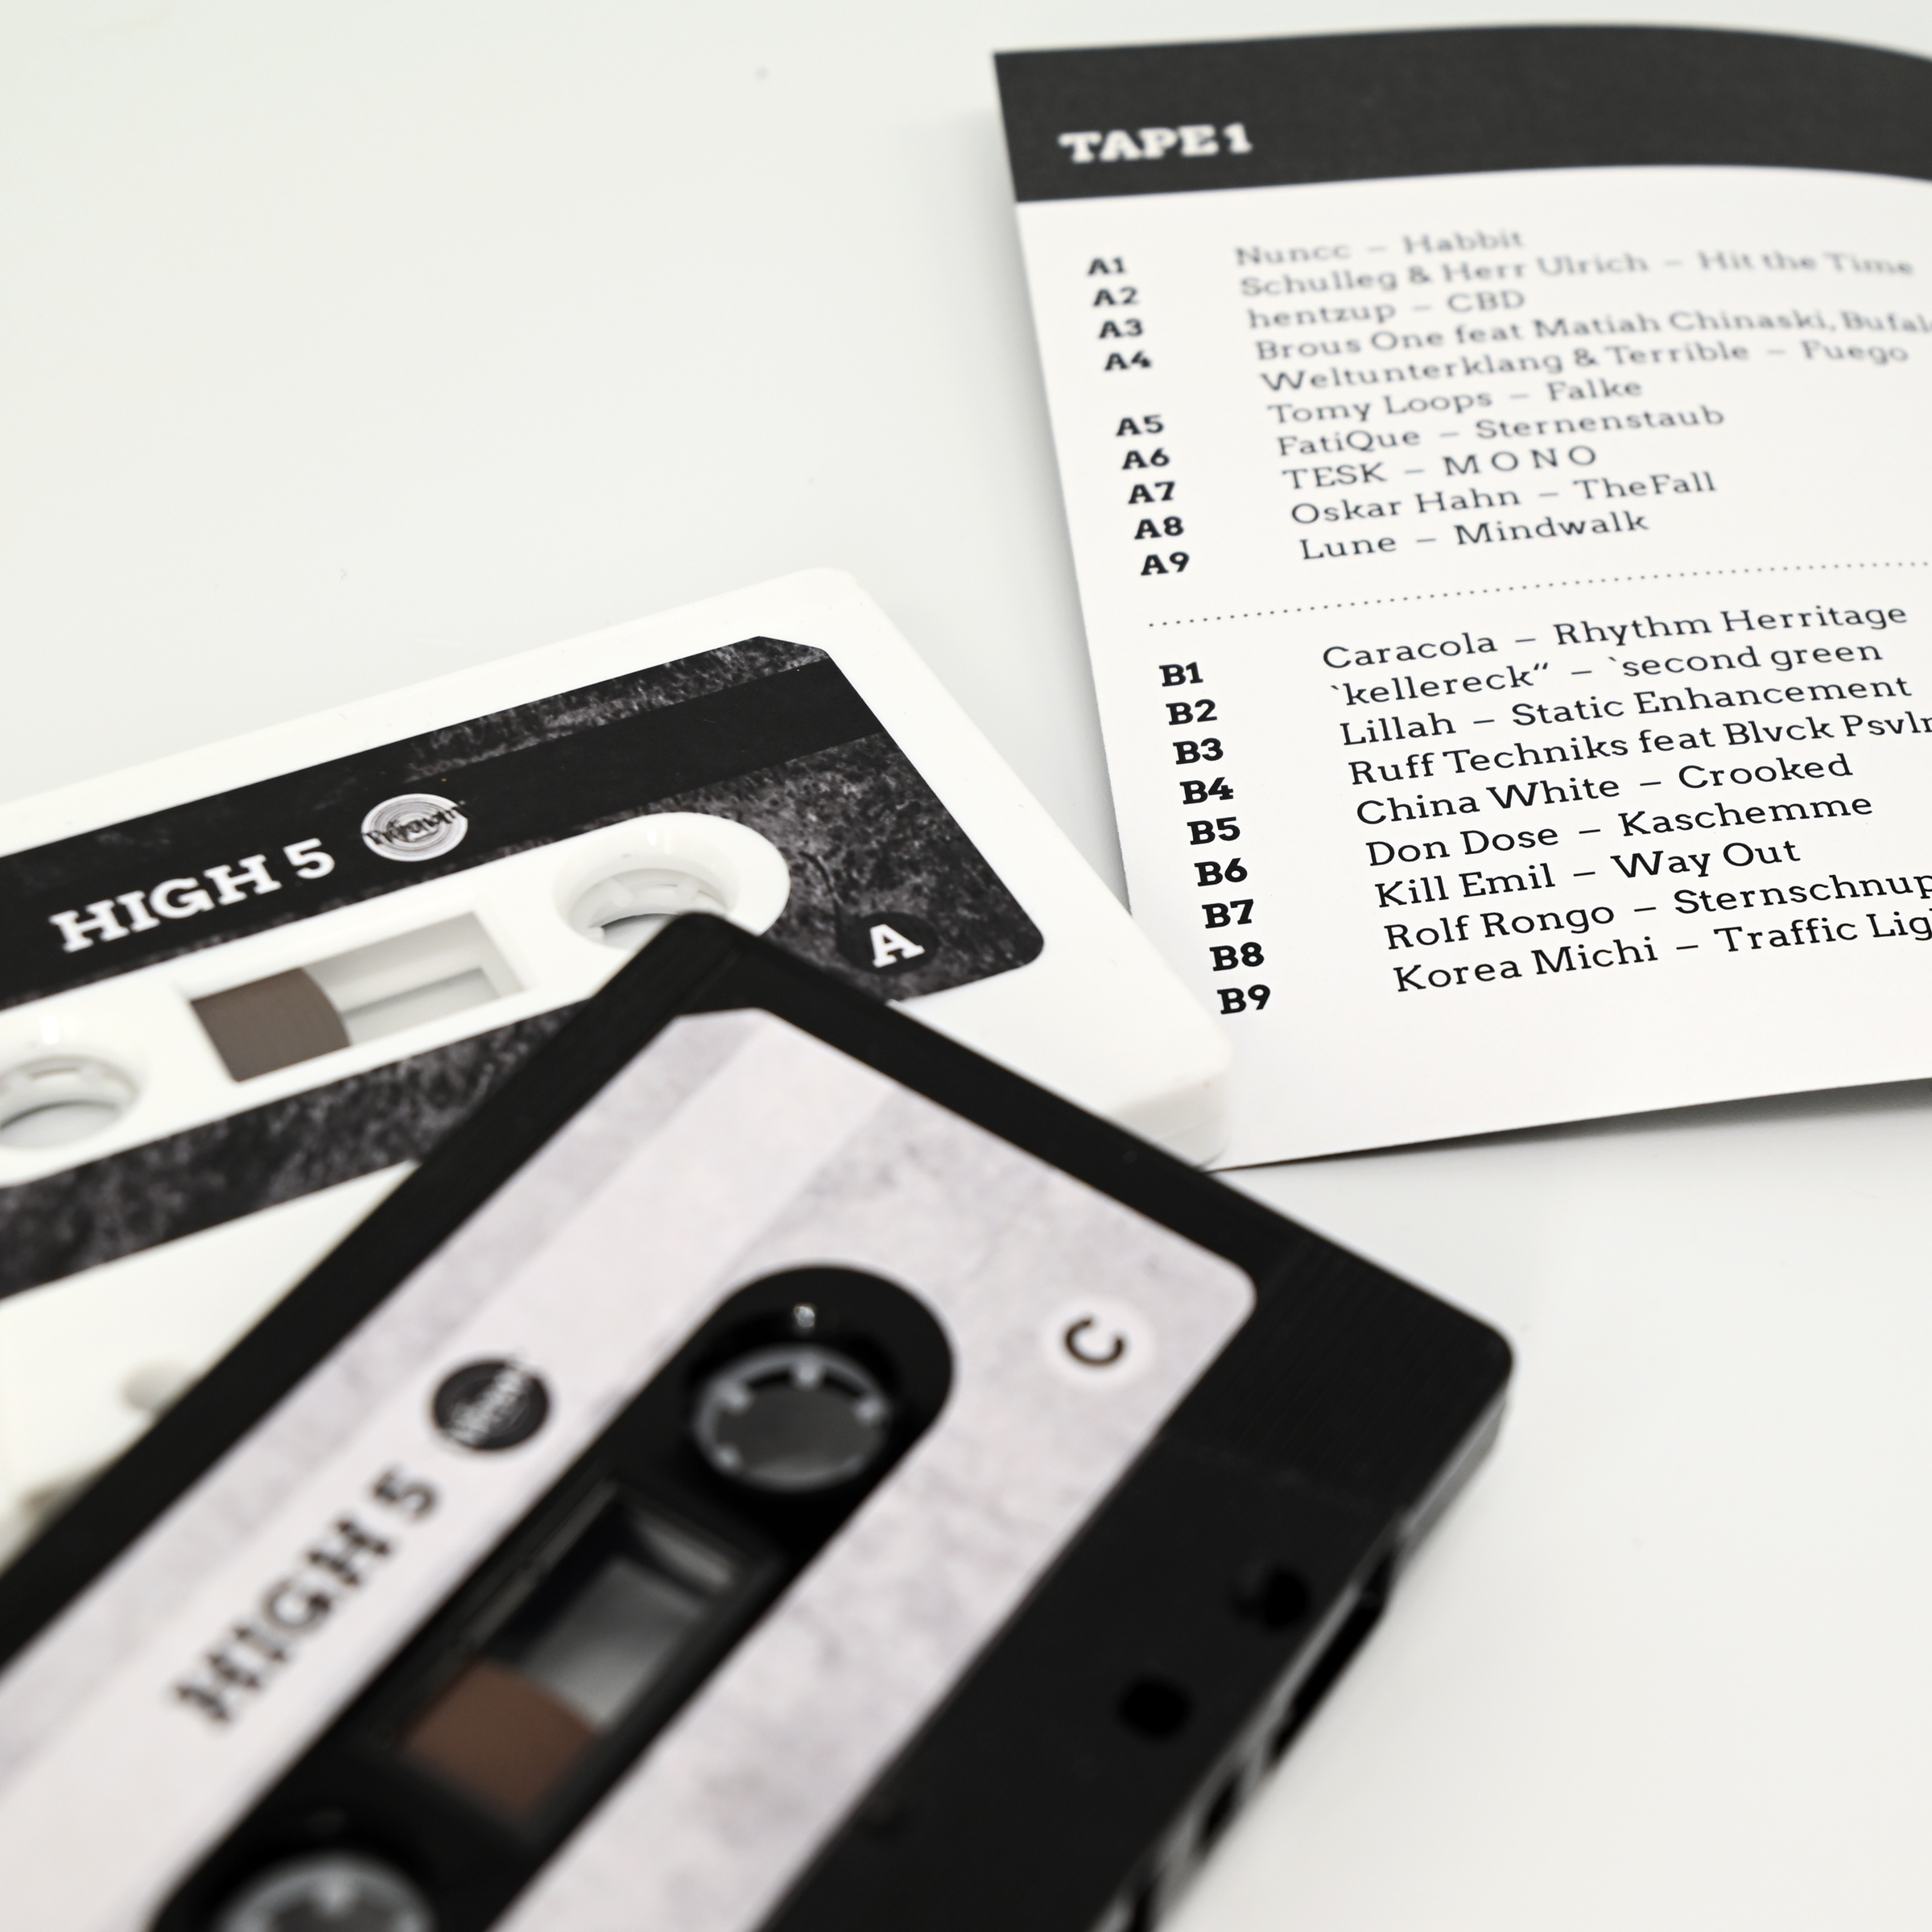 TAPE 1
A1 Nuncc – Habbit
A2 Schulleg & Herr Ulrich – Hit the Time
A3 hentzup – CBD
A4 Brous One feat Matiah Chinaski,
Weltunterklang & Terrible – Fuego
A5 Tomy Loops – Falke
A6 FatiQue – Sternenstaub
A7 TESK – M O N O
A8 Oskar Hahn – TheFall
A9 Lune – Mindwalk
B1 Caracola – Rhythm Herritage
B2 `kellereck“ – `second green
B3 Lillah – Static Enhancement
B4 Ruff Techniks feat Blvck
B5 China White – Crooked
B6 Don Dose – Kaschemme
B7 Kill Emil – Way Out
B8 Rolf Rongo –
B9 Korea Michi – Traffic
HIGH 5
A
HIGH 5
C